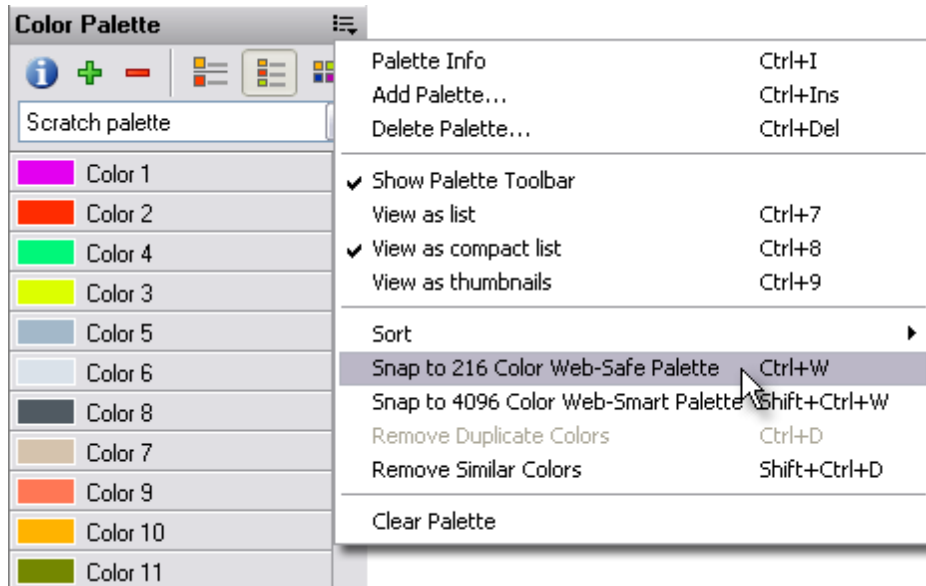 Color Palette
Scratch palette
Color 1
Color 2
Color 4
Color 3
Color 5
Color 6
Color 8
Color 7
Color 9
Color 10
Color 11
Palette Info Ctrl+I
Add Palette... Ctrl+Ins
Delete Palette... Ctrl+Del
Show Palette Toolbar
View as list Ctrl+7
View as compact list Ctrl+8
View as thumbnails Ctrl+9
Sort
Snap to 216 Color Web-Safe Palette Ctrl+W
Snap to 4096 Color Web-Smart Palette Shift+Ctrl+W
Remove Duplicate Colors Ctrl+D
Remove Similar Colors Shift+Ctrl+D
Clear Palette